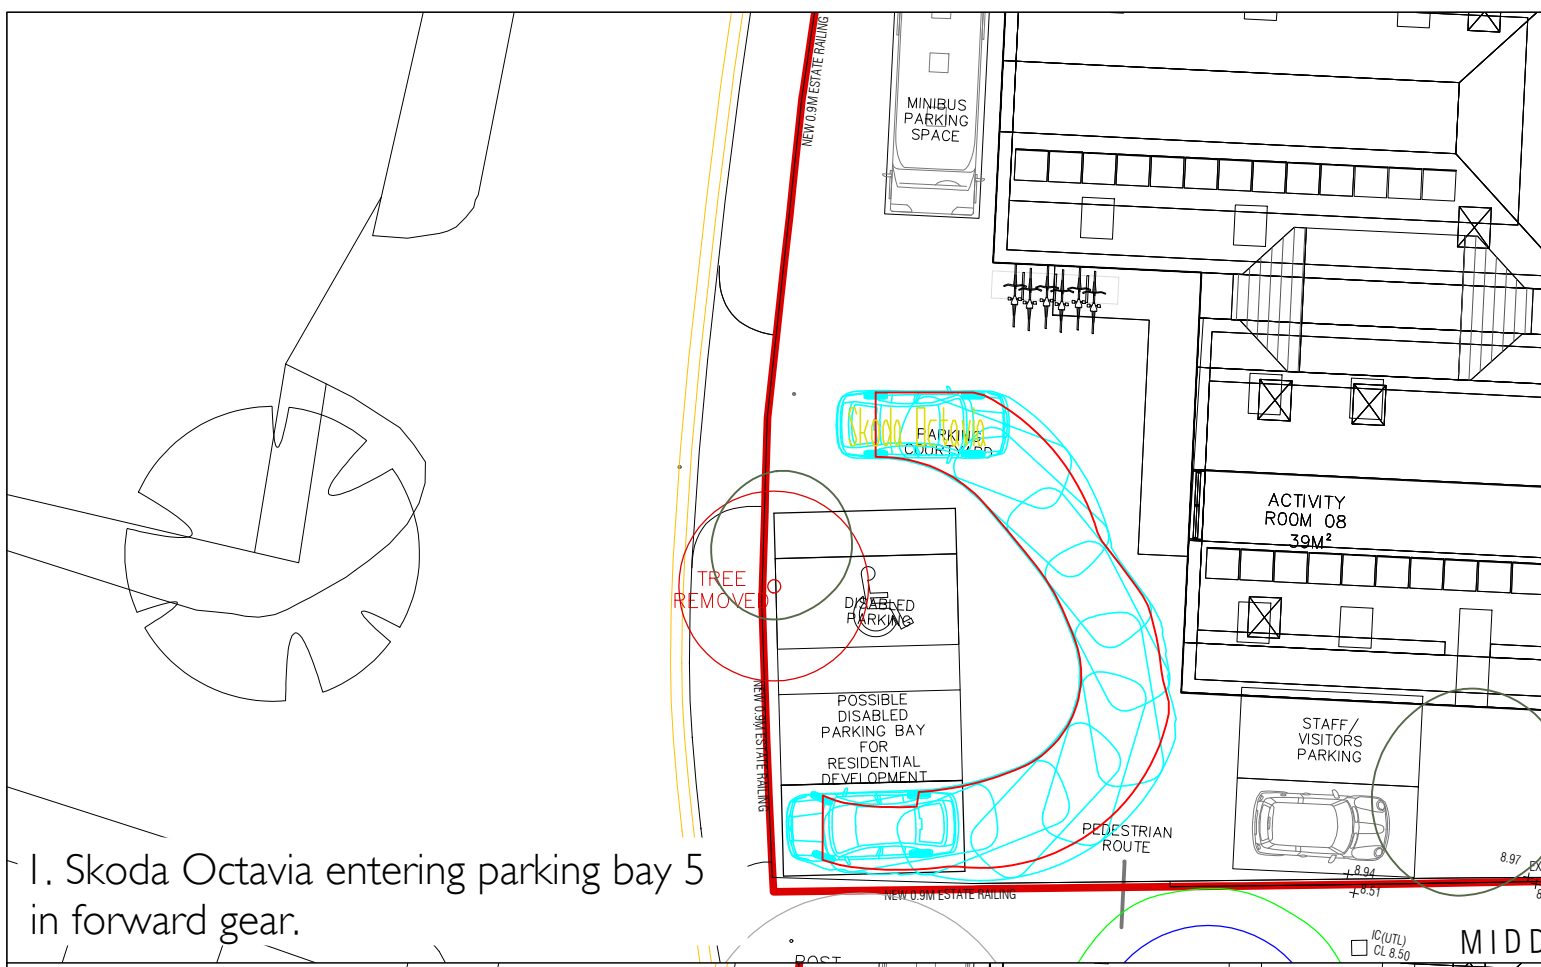 NEW 0.9M ESTATE RAILING
MINIBUS
PARKING
SPACE
Skoda Octavia
PARKING
COURTYARD
ACTIVITY
ROOM 08
39M²
TREE
REMOVED
DISABLED
PARKING
POSSIBLE
DISABLED
PARKING BAY
FOR
RESIDENTIAL
DEVELOPMENT
NEW 0.9M ESTATE RAILING
STAFF/
VISITORS
PARKING
PEDESTRIAN
ROUTE
1. Skoda Octavia entering parking bay 5
in forward gear.
NEW 0.9M ESTATE RAILING
8.94
8.51
8.97
EX
IC(UTL)
CL 8.50
MIDD
POST